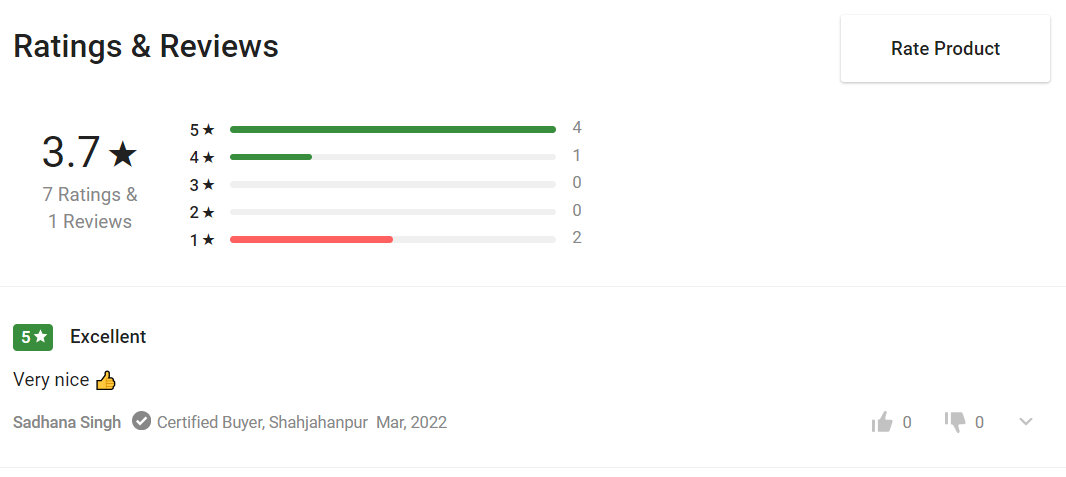 Ratings & Reviews
Rate Product
3.7★
7 Ratings &
1 Reviews
5★ 4
4★ 1
3★ 0
2★ 0
1★ 2
5★ Excellent
Very nice 👍
Sadhana Singh Certified Buyer, Shahjahanpur Mar, 2022 0 0